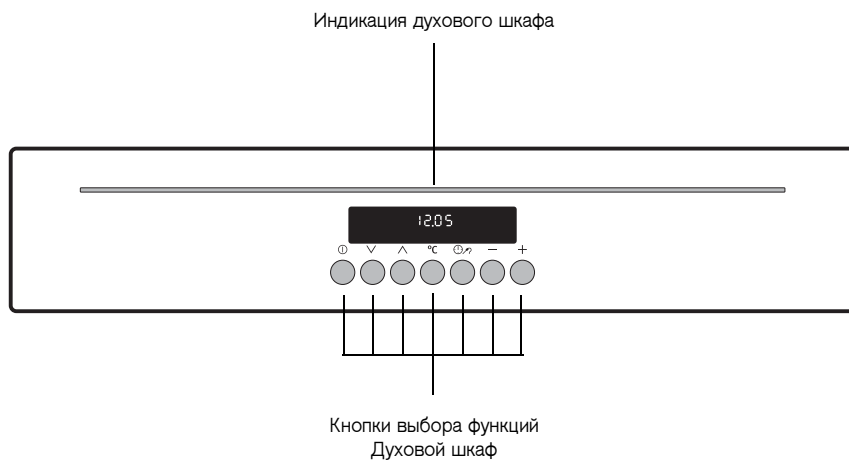 Индикация духового шкафа
12.05
°C
Кнопки выбора функций
Духовой шкаф